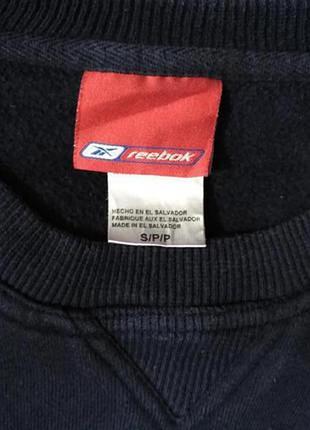 reebok
HECHO EN EL SALVADOR
FABRIQUE AUX EL SALVADOR
MADE IN EL SALVADOR
S/P/P